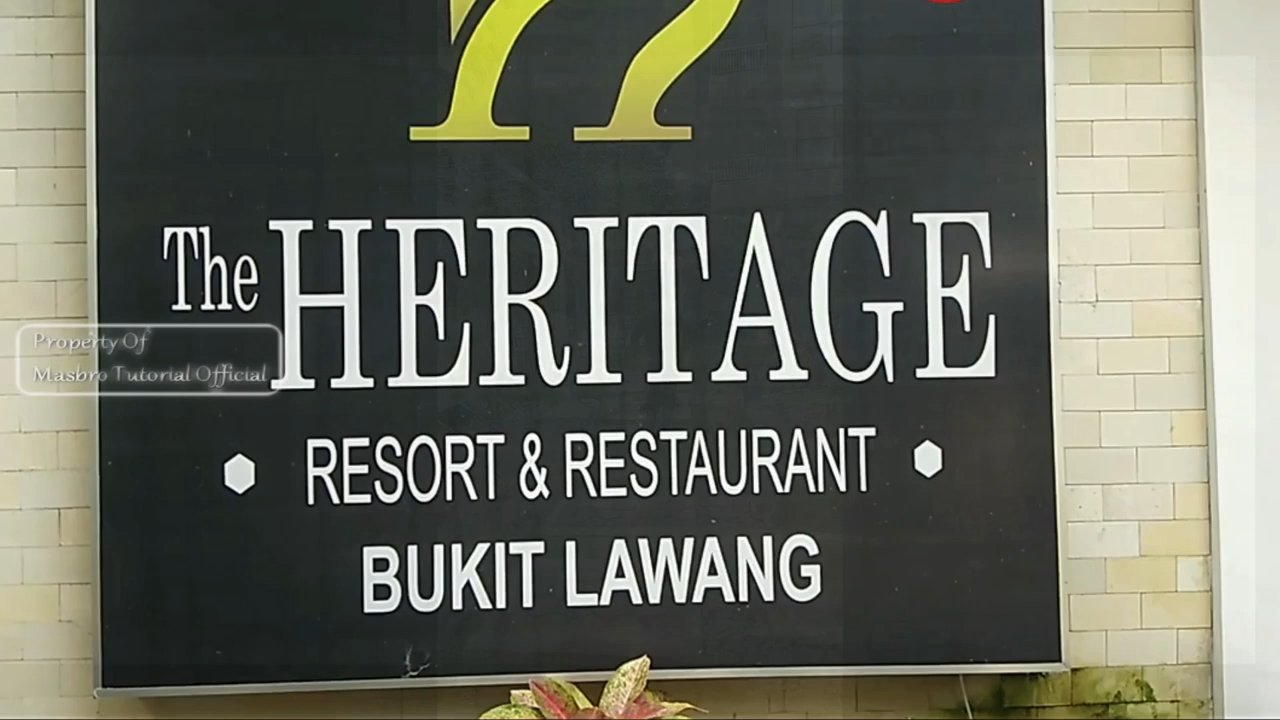 The HERITAGE
Property Of
Masbro Tutorial Official
RESORT & RESTAURANT
BUKIT LAWANG